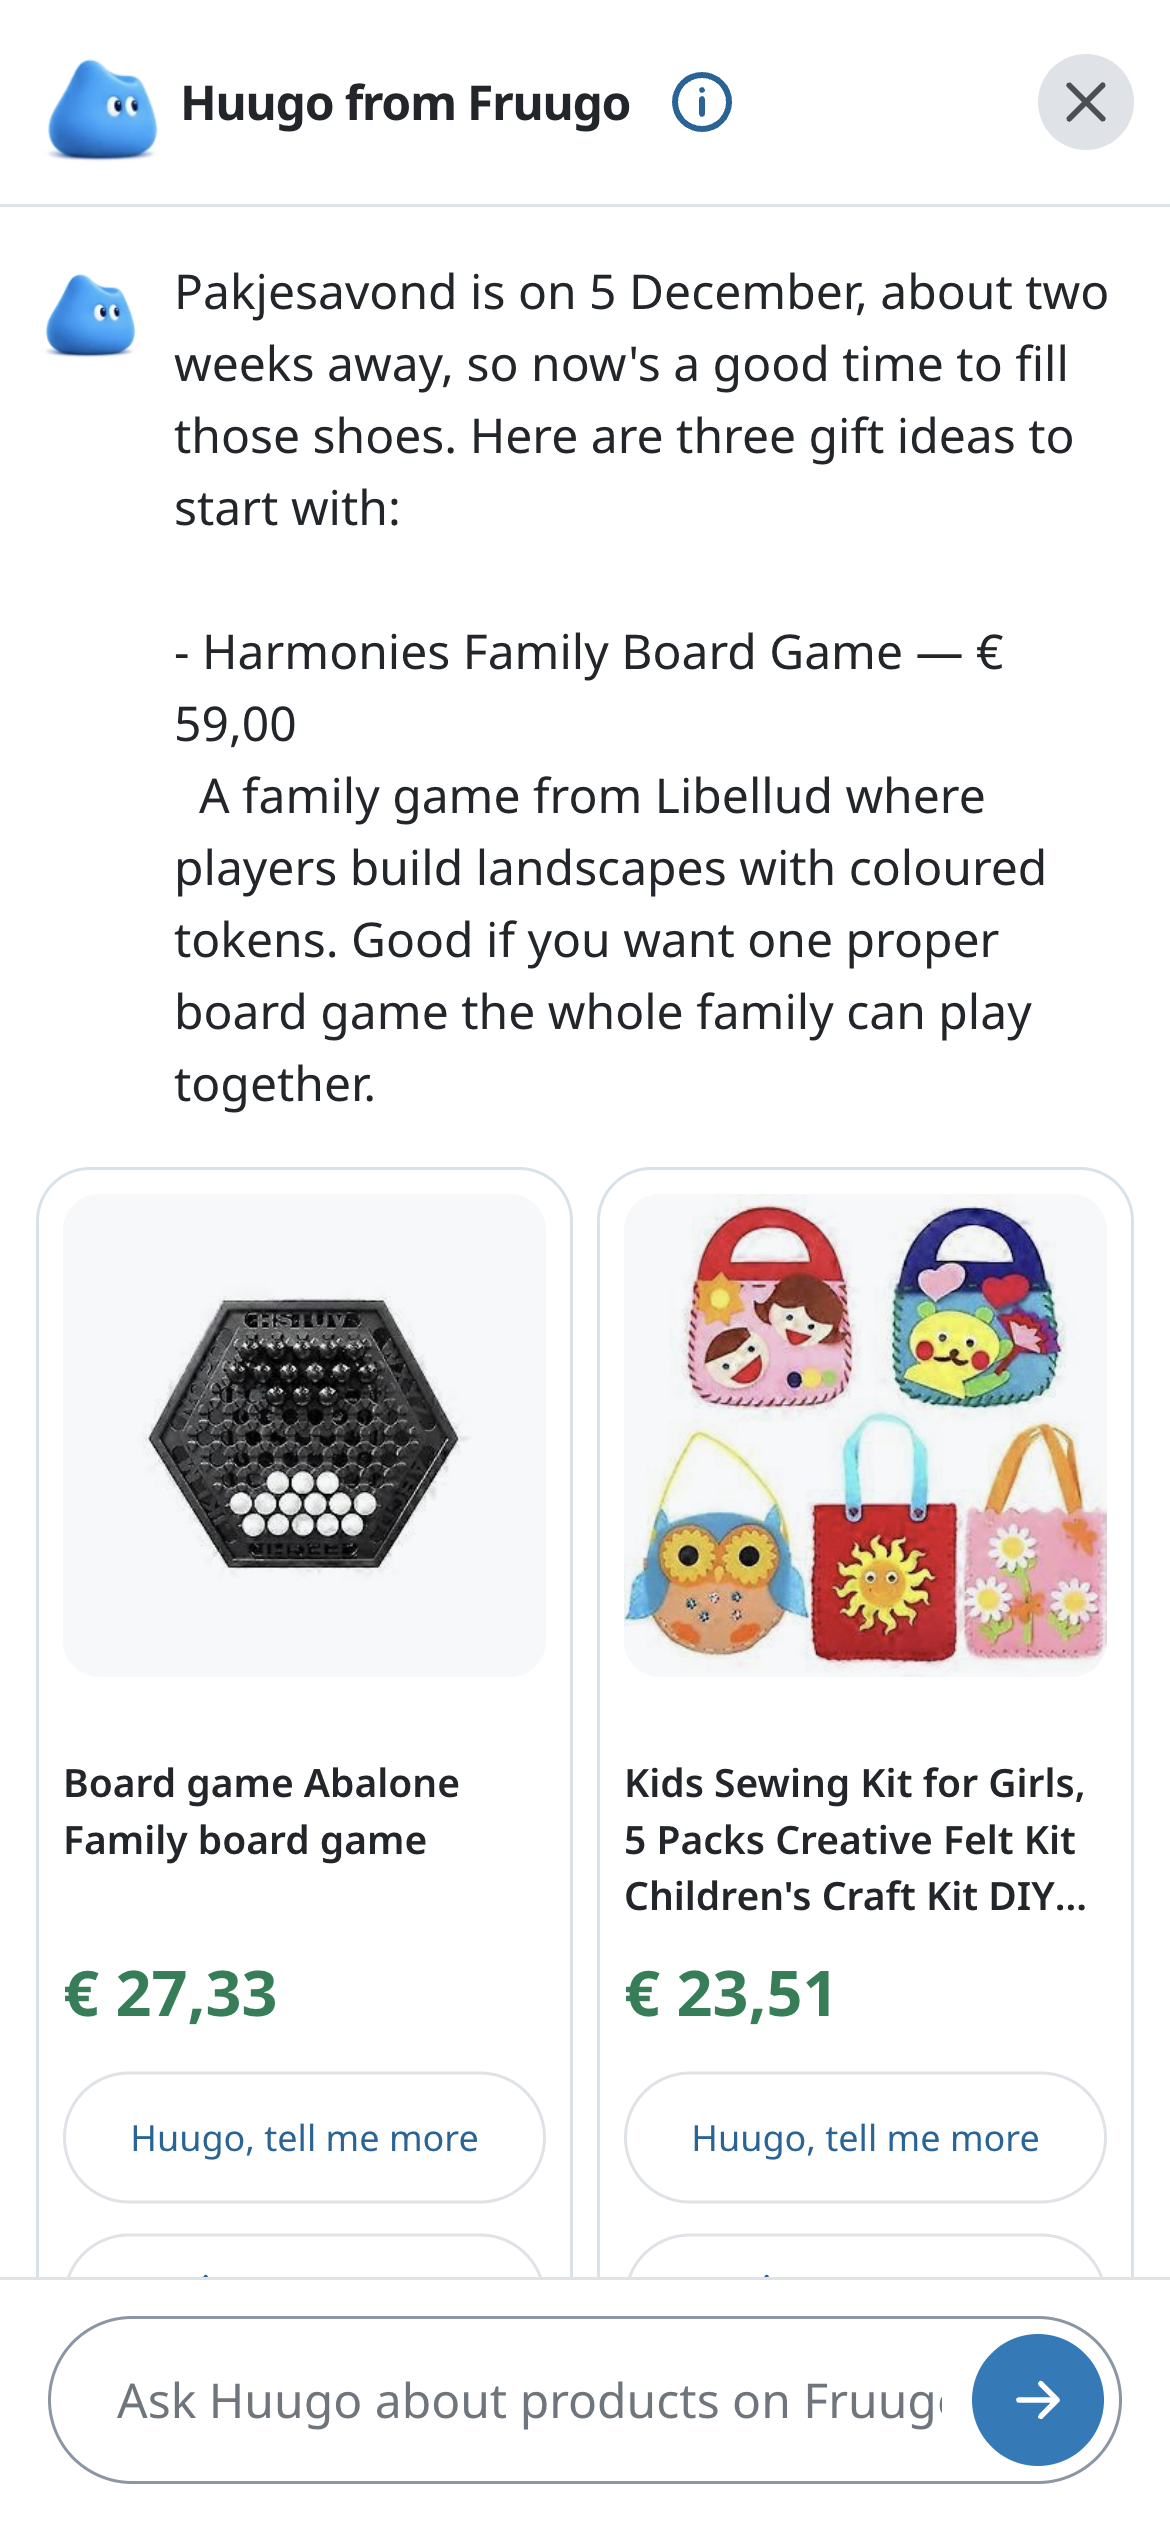 Huugo from Fruugo
Pakjesavond is on 5 December, about two
weeks away, so now's a good time to fill
those shoes. Here are three gift ideas to
start with:
- Harmonies Family Board Game — €
59,00
A family game from Libellud where
players build landscapes with coloured
tokens. Good if you want one proper
board game the whole family can play
together.
Board game Abalone
Family board game
€ 27,33
Huugo, tell me more
Kids Sewing Kit for Girls,
5 Packs Creative Felt Kit
Children's Craft Kit DIY...
€ 23,51
Huugo, tell me more
Ask Huugo about products on Fruugo